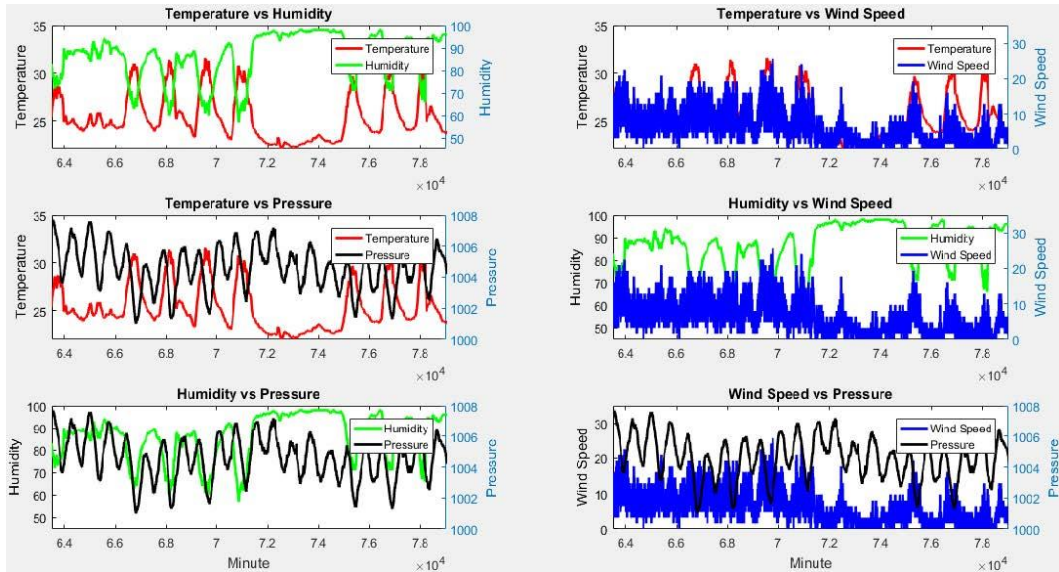 Temperature vs Humidity
35
30
25
Temperature
100
90
80
70
60
50
Humidity
Temperature
Humidity
6.4 6.6 6.8 7 7.2 7.4 7.6 7.8
×10⁴
Temperature vs Wind Speed
35
30
25
Temperature
30
20
10
0
Wind Speed
Temperature
Wind Speed
6.4 6.6 6.8 7 7.2 7.4 7.6 7.8
×10⁴
Temperature vs Pressure
35
30
25
Temperature
1008
1006
1004
1002
1000
Pressure
Temperature
Pressure
6.4 6.6 6.8 7 7.2 7.4 7.6 7.8
×10⁴
Humidity vs Wind Speed
100
90
80
70
60
50
Humidity
30
20
10
0
Wind Speed
Humidity
Wind Speed
6.4 6.6 6.8 7 7.2 7.4 7.6 7.8
×10⁴
Humidity vs Pressure
100
90
80
70
60
50
Humidity
1008
1006
1004
1002
1000
Pressure
Humidity
Pressure
6.4 6.6 6.8 7 7.2 7.4 7.6 7.8
Minute
×10⁴
Wind Speed vs Pressure
30
20
10
0
Wind Speed
1008
1006
1004
1002
1000
Pressure
Wind Speed
Pressure
6.4 6.6 6.8 7 7.2 7.4 7.6 7.8
Minute
×10⁴